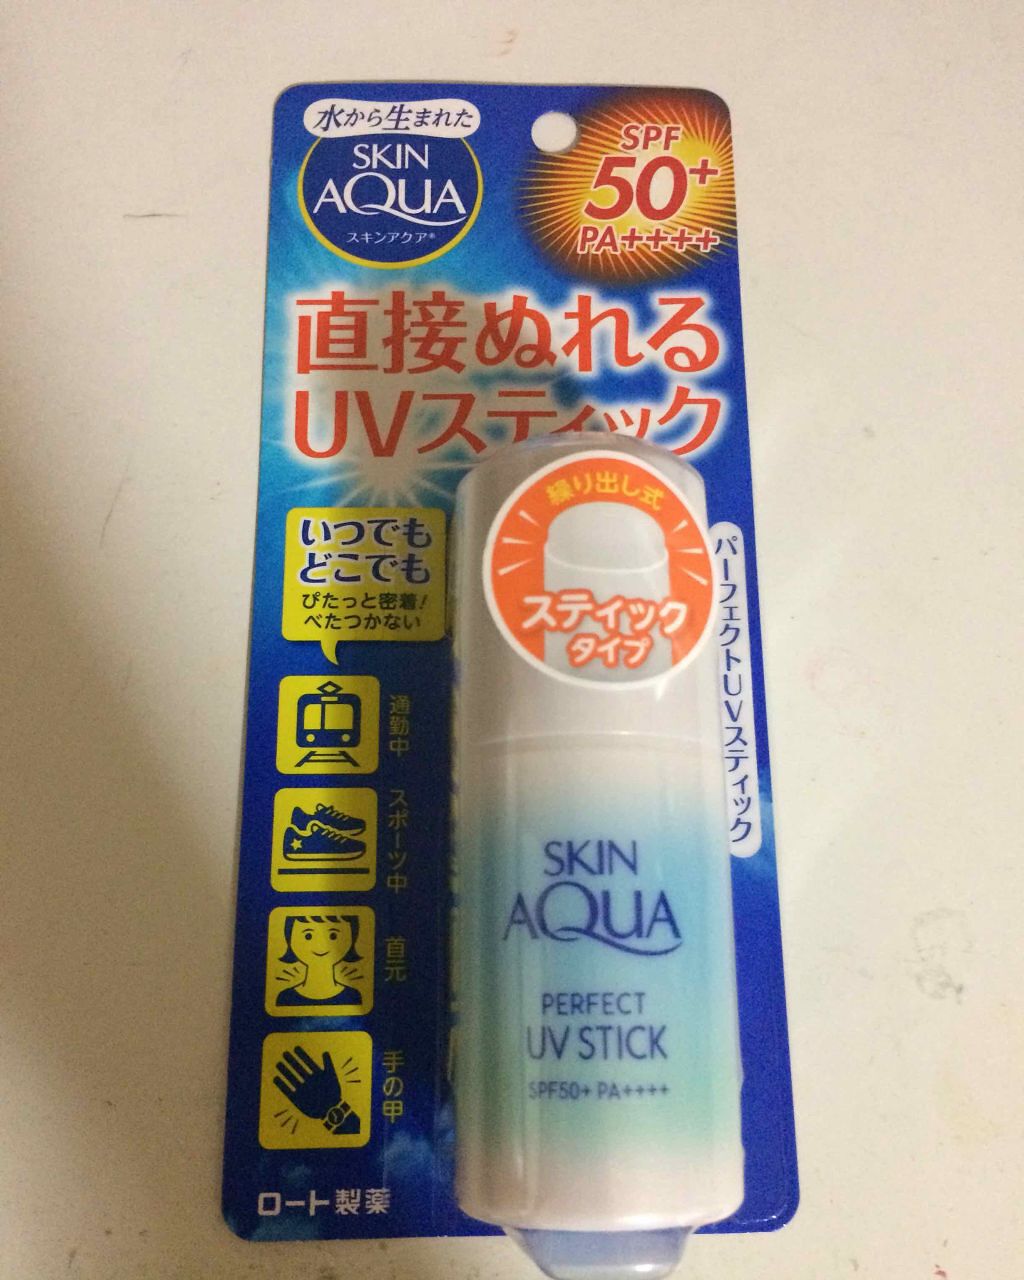 水から生まれた
SKIN
AQUA
スキンアクア®
SPF
50+
PA++++
直接ぬれる
UVスティック
繰り出し式
スティック
タイプ
いつでも
どこでも
ぴたっと密着!
べたつかない
パーフェクトUVスティック
通勤中
スポーツ中
首元
手の甲
SKIN
AQUA
PERFECT
UV STICK
SPF50+ PA++++
ロート製薬